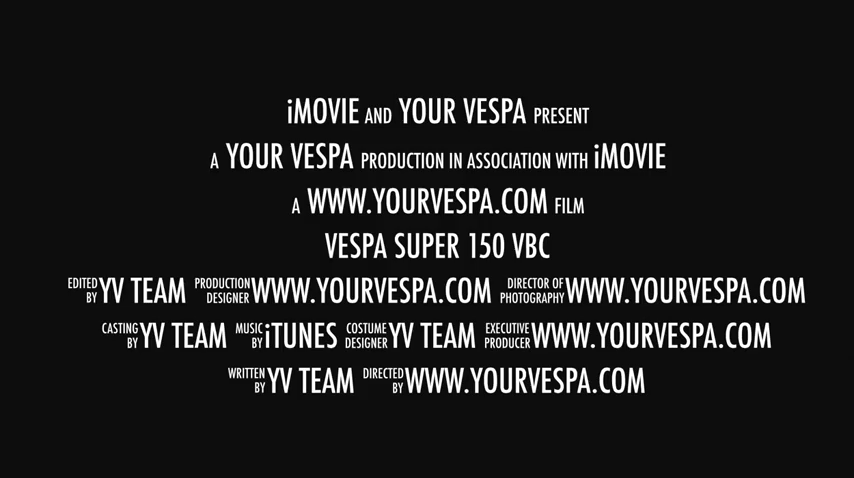 iMOVIE AND YOUR VESPA PRESENT
A YOUR VESPA PRODUCTION IN ASSOCIATION WITH iMOVIE
A WWW.YOURVESPA.COM FILM
VESPA SUPER 150 VBC
EDITED BY YV TEAM PRODUCTION DESIGNER WWW.YOURVESPA.COM DIRECTOR OF PHOTOGRAPHY WWW.YOURVESPA.COM
CASTING BY YV TEAM MUSIC BY iTUNES COSTUME DESIGNER YV TEAM EXECUTIVE PRODUCER WWW.YOURVESPA.COM
WRITTEN BY YV TEAM DIRECTED BY WWW.YOURVESPA.COM